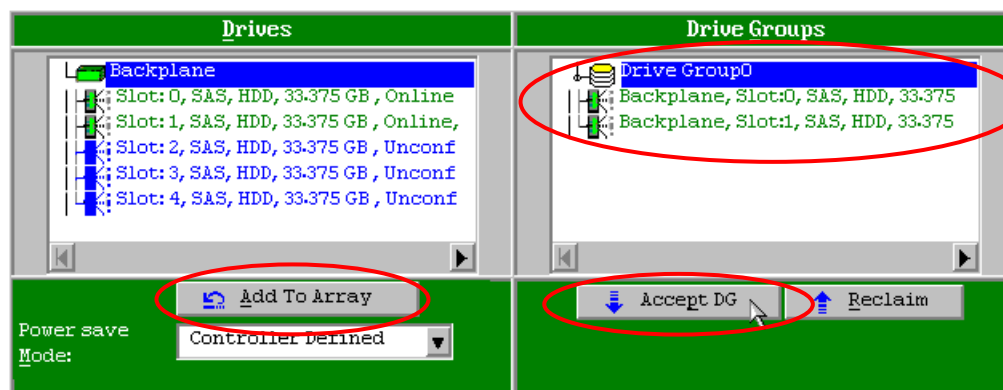 Drives
Backplane
Slot: 0, SAS, HDD, 33.375 GB , Online
Slot: 1, SAS, HDD, 33.375 GB , Online,
Slot: 2, SAS, HDD, 33.375 GB , Unconf
Slot: 3, SAS, HDD, 33.375 GB , Unconf
Slot: 4, SAS, HDD, 33.375 GB , Unconf
Add To Array
Power save
Mode:
Controller Defined
Drive Groups
Drive Group0
Backplane, Slot:0, SAS, HDD, 33.375
Backplane, Slot:1, SAS, HDD, 33.375
Accept DG
Reclaim